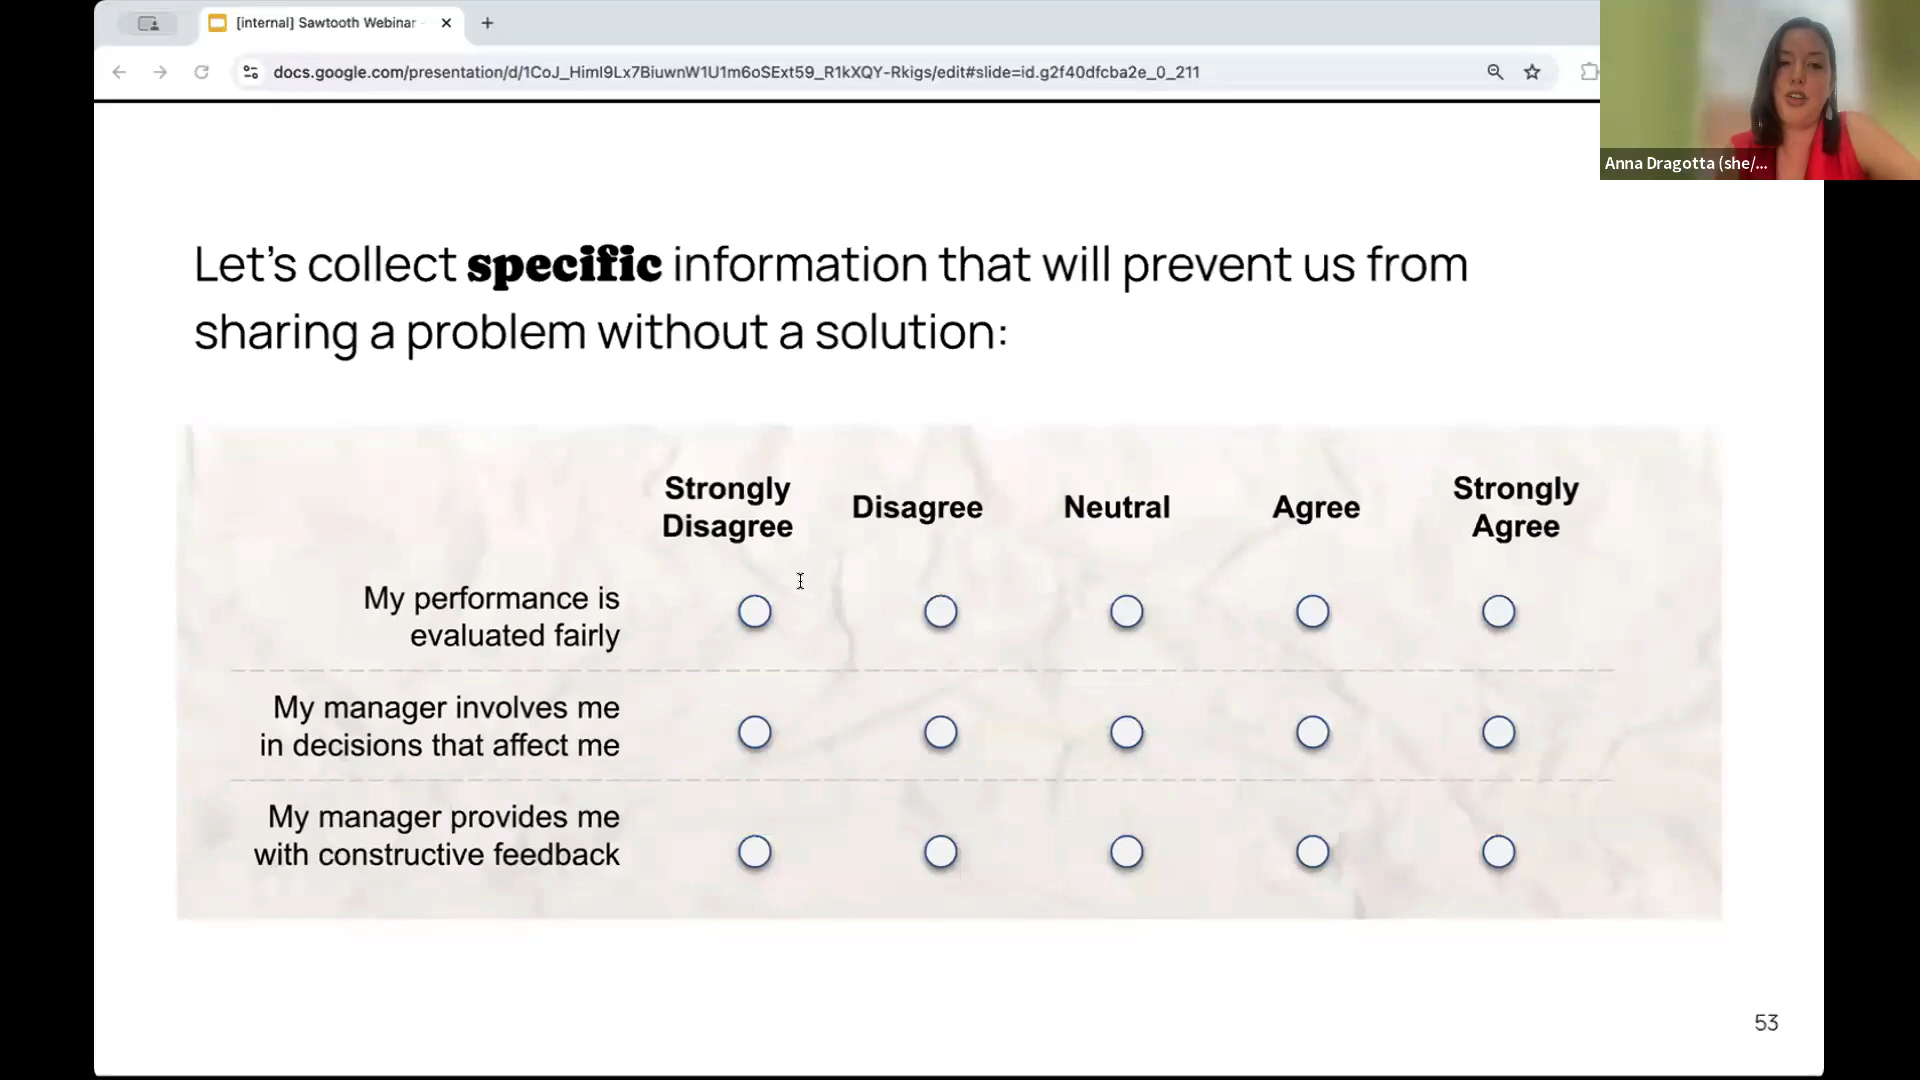 [internal] Sawtooth Webinar
docs.google.com/presentation/d/1CoJ_HimI9Lx7BiuwnW1U1m6oSExt59_R1kXQY-Rkigs/edit#slide=id.g2f40dfcba2e_0_211
Anna Dragotta (she/...
Let's collect specific information that will prevent us from
sharing a problem without a solution:
Strongly
Disagree
Disagree
Neutral
Agree
Strongly
Agree
My performance is
evaluated fairly
My manager involves me
in decisions that affect me
My manager provides me
with constructive feedback
53